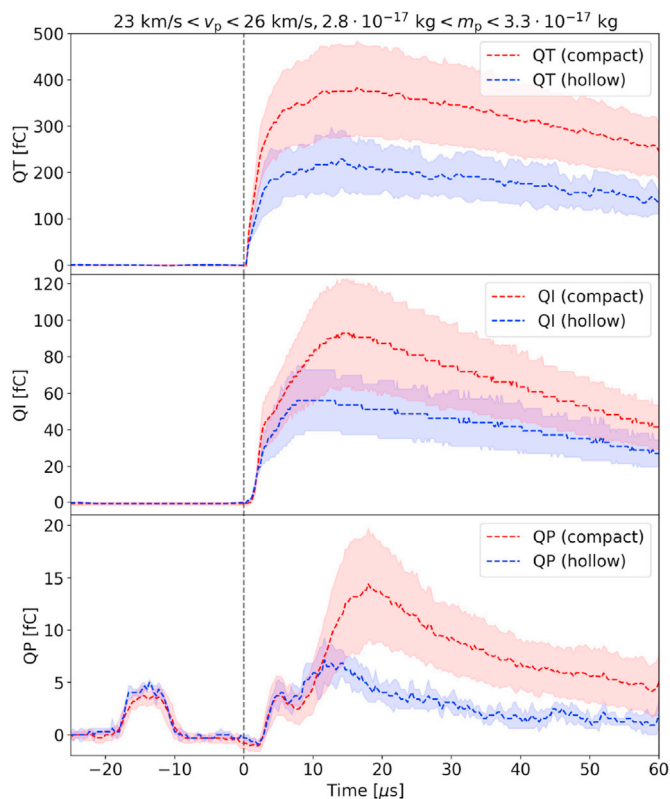 23 km/s < v_p < 26 km/s, 2.8 · 10⁻¹⁷ kg < m_p < 3.3 · 10⁻¹⁷ kg
500
400
300
200
100
0
QT [fC]
QT (compact)
QT (hollow)
120
100
80
60
40
20
0
QI [fC]
QI (compact)
QI (hollow)
20
15
10
5
0
QP [fC]
QP (compact)
QP (hollow)
−20 −10 0 10 20 30 40 50 60
Time [μs]